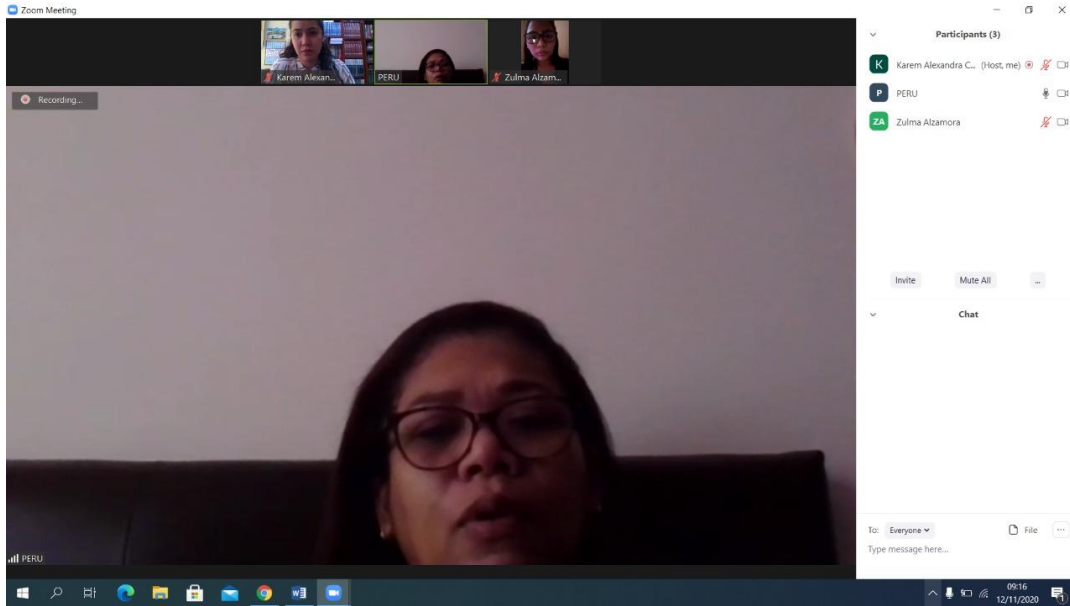 Zoom Meeting
Karem Alexan...
PERU
Zulma Alzam...
Recording...
PERU
Participants (3)
K Karem Alexandra C... (Host, me)
P PERU
ZA Zulma Alzamora
Invite Mute All ...
Chat
To: Everyone File ...
Type message here...
09:16
12/11/2020